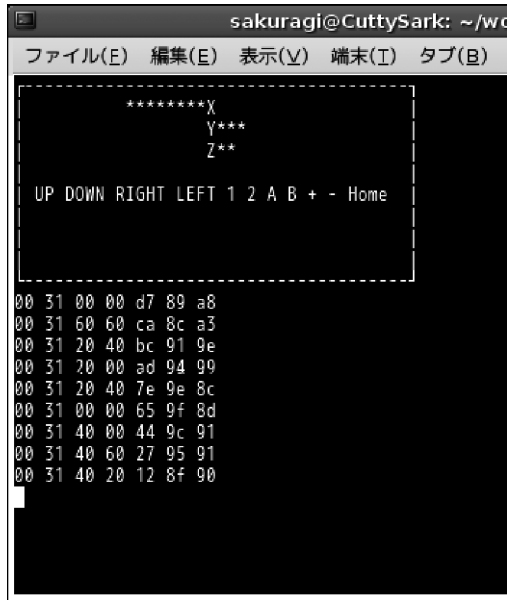 sakuragi@CuttySark: ~/wo
ファイル(F) 編集(E) 表示(V) 端末(T) タブ(B)
********X
Y***
Z**
UP DOWN RIGHT LEFT 1 2 A B + - Home
00 31 00 00 d7 89 a8
00 31 60 60 ca 8c a3
00 31 20 40 bc 91 9e
00 31 20 00 ad 94 99
00 31 20 40 7e 9e 8c
00 31 00 00 65 9f 8d
00 31 40 00 44 9c 91
00 31 40 60 27 95 91
00 31 40 20 12 8f 90